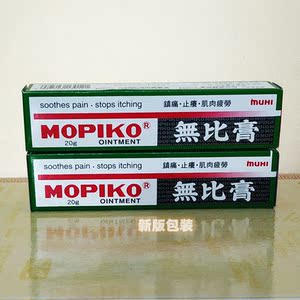 soothes pain · stops itching
鎮痛 · 止癢 · 肌肉疲勞
MUHI
MOPIKO®
無比膏
20g
OINTMENT
soothes pain · stops itching
鎮痛 · 止癢 · 肌肉疲勞
MUHI
MOPIKO®
無比膏
20g
OINTMENT
新版包装